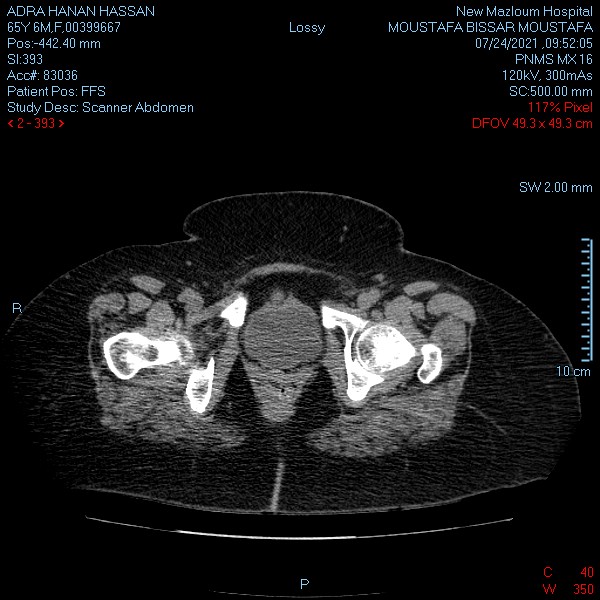 ADRA HANAN HASSAN
65Y 6M,F,00399667
Pos:-442.40 mm
SI:393
Acc#: 83036
Patient Pos: FFS
Study Desc: Scanner Abdomen
< 2 - 393 >
Lossy
New Mazloum Hospital
MOUSTAFA BISSAR MOUSTAFA
07/24/2021 ,09:52:05
PNMS MX 16
120kV, 300mAs
SC:500.00 mm
117% Pixel
DFOV 49.3 x 49.3 cm
SW 2.00 mm
R
10 cm
P
C 40
W 350